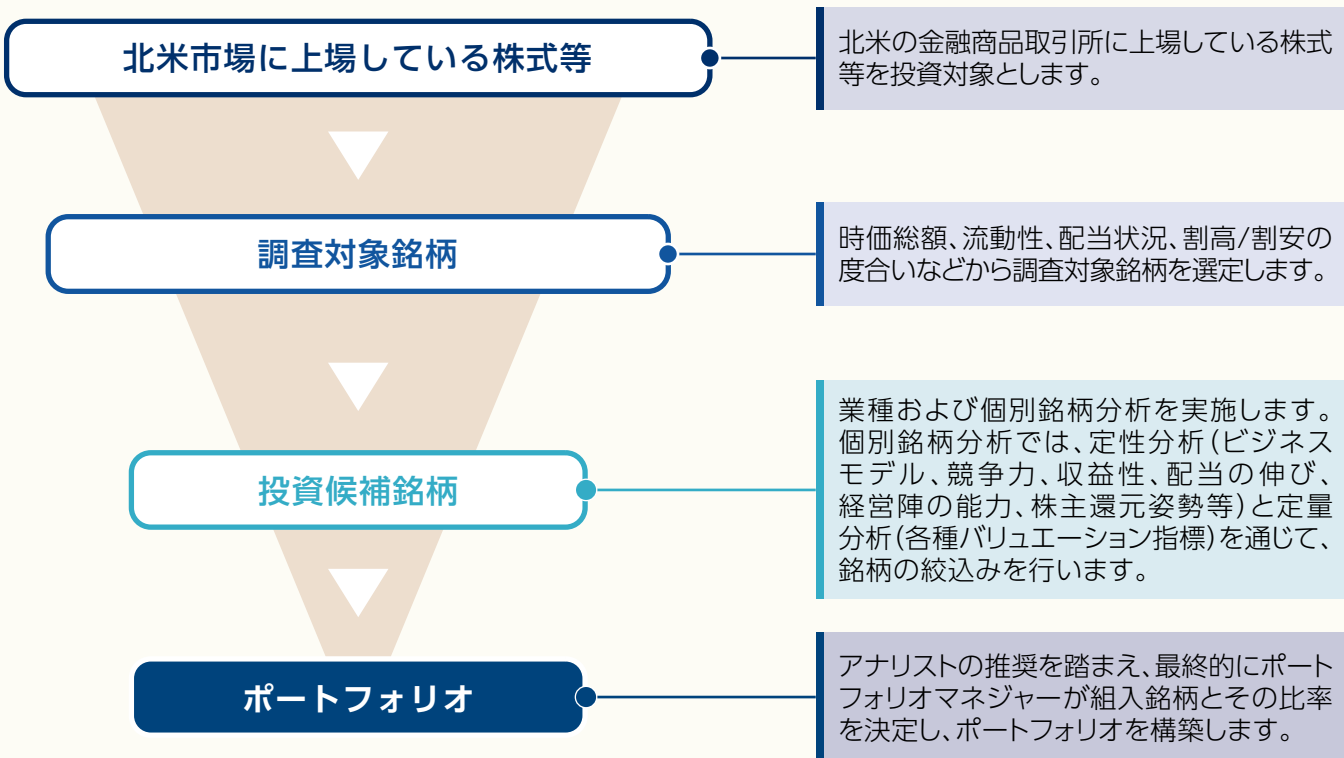 北米市場に上場している株式等
北米の金融商品取引所に上場している株式
等を投資対象とします。
調査対象銘柄
時価総額、流動性、配当状況、割高/割安の
度合いなどから調査対象銘柄を選定します。
投資候補銘柄
業種および個別銘柄分析を実施します。
個別銘柄分析では、定性分析(ビジネス
モデル、競争力、収益性、配当の伸び、
経営陣の能力、株主還元姿勢等)と定量
分析(各種バリュエーション指標)を通じて、
銘柄の絞込みを行います。
ポートフォリオ
アナリストの推奨を踏まえ、最終的にポート
フォリオマネジャーが組入銘柄とその比率
を決定し、ポートフォリオを構築します。